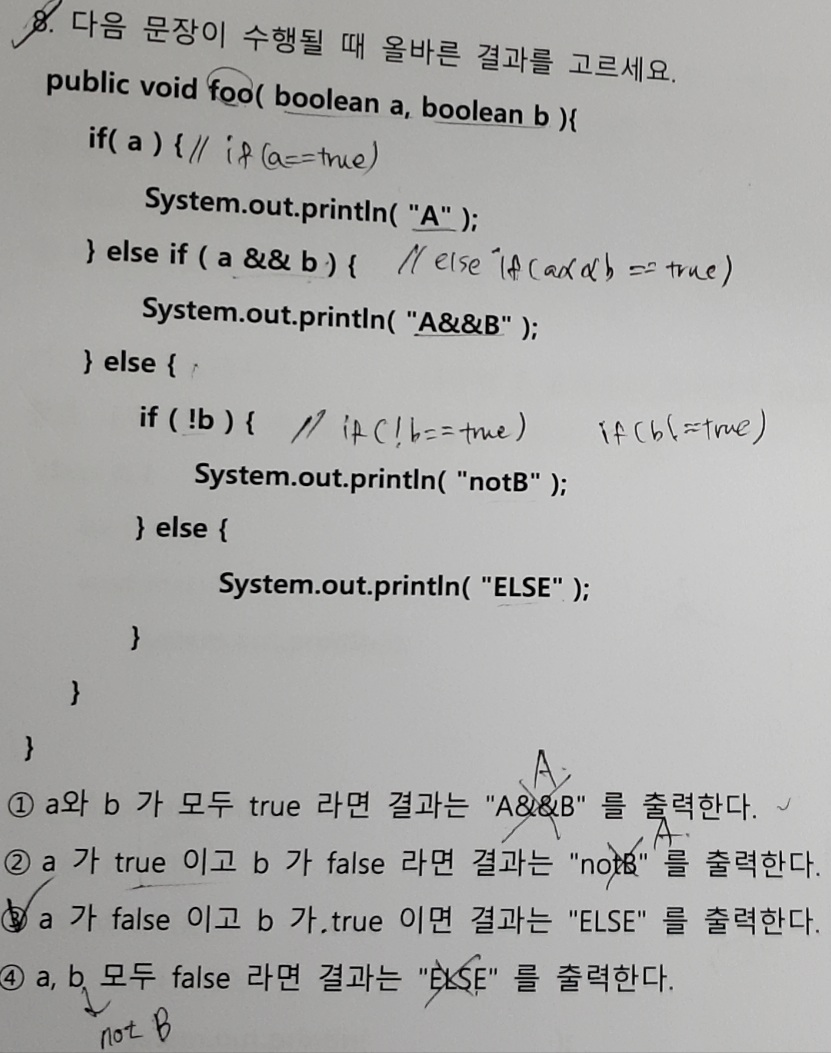 8. 다음 문장이 수행될 때 올바른 결과를 고르세요.
public void foo( boolean a, boolean b ){
if( a ) { // if (a==true)
System.out.println( "A" );
} else if ( a && b ) { // else if (a&&b == true)
System.out.println( "A&&B" );
} else {
if ( !b ) { // if (!b==true) if (b!=true)
System.out.println( "notB" );
} else {
System.out.println( "ELSE" );
}
}
}
A.
① a와 b 가 모두 true 라면 결과는 "A&&B" 를 출력한다.
A.
② a 가 true 이고 b 가 false 라면 결과는 "notB" 를 출력한다.
③ a 가 false 이고 b 가 true 이면 결과는 "ELSE" 를 출력한다.
④ a, b 모두 false 라면 결과는 "ELSE" 를 출력한다.
not B